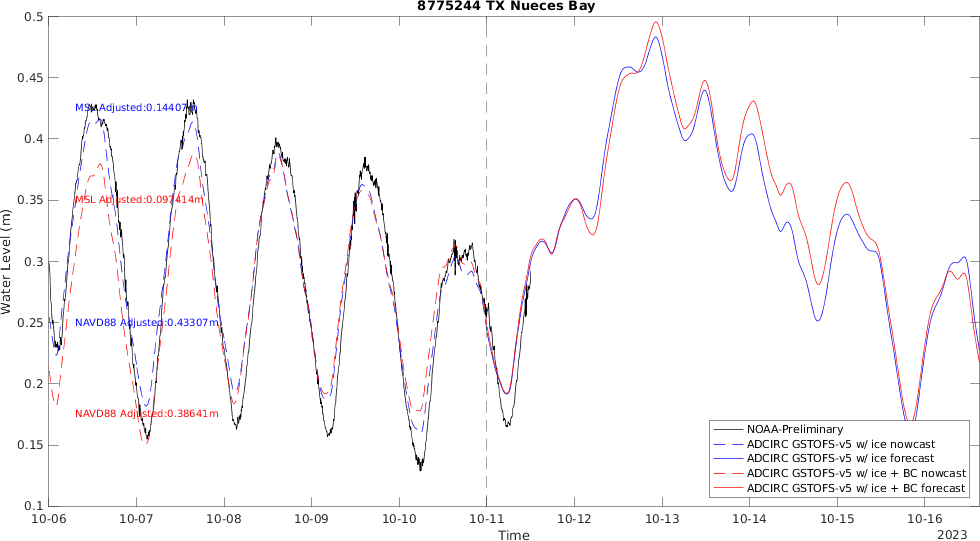 8775244 TX Nueces Bay
0.5
0.45
0.4
0.35
0.3
0.25
0.2
0.15
0.1
Water Level (m)
MSL Adjusted:0.14407m
MSL Adjusted:0.097414m
NAVD88 Adjusted:0.43307m
NAVD88 Adjusted:0.38641m
NOAA-Preliminary
ADCIRC GSTOFS-v5 w/ ice nowcast
ADCIRC GSTOFS-v5 w/ ice forecast
ADCIRC GSTOFS-v5 w/ ice + BC nowcast
ADCIRC GSTOFS-v5 w/ ice + BC forecast
10-06 10-07 10-08 10-09 10-10 10-11 10-12 10-13 10-14 10-15 10-16
Time
2023